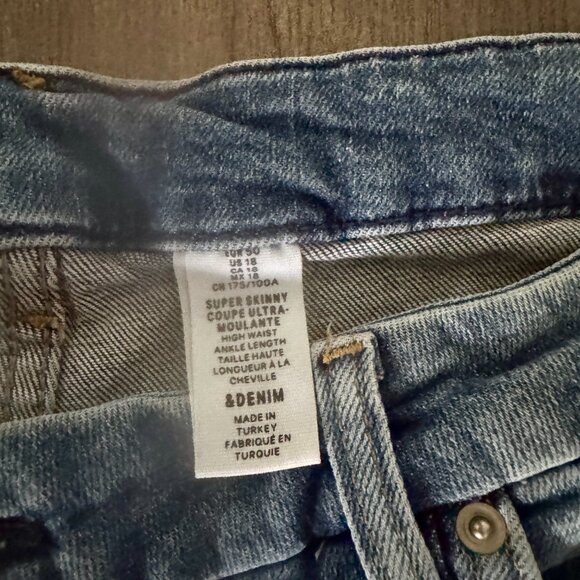 EUR 50
US 18
CA 18
MX 18
CN 175/100A
SUPER SKINNY
COUPE ULTRA-
MOULANTE
HIGH WAIST
ANKLE LENGTH
TAILLE HAUTE
LONGUEUR À LA
CHEVILLE
&DENIM
MADE IN
TURKEY
FABRIQUÉ EN
TURQUIE